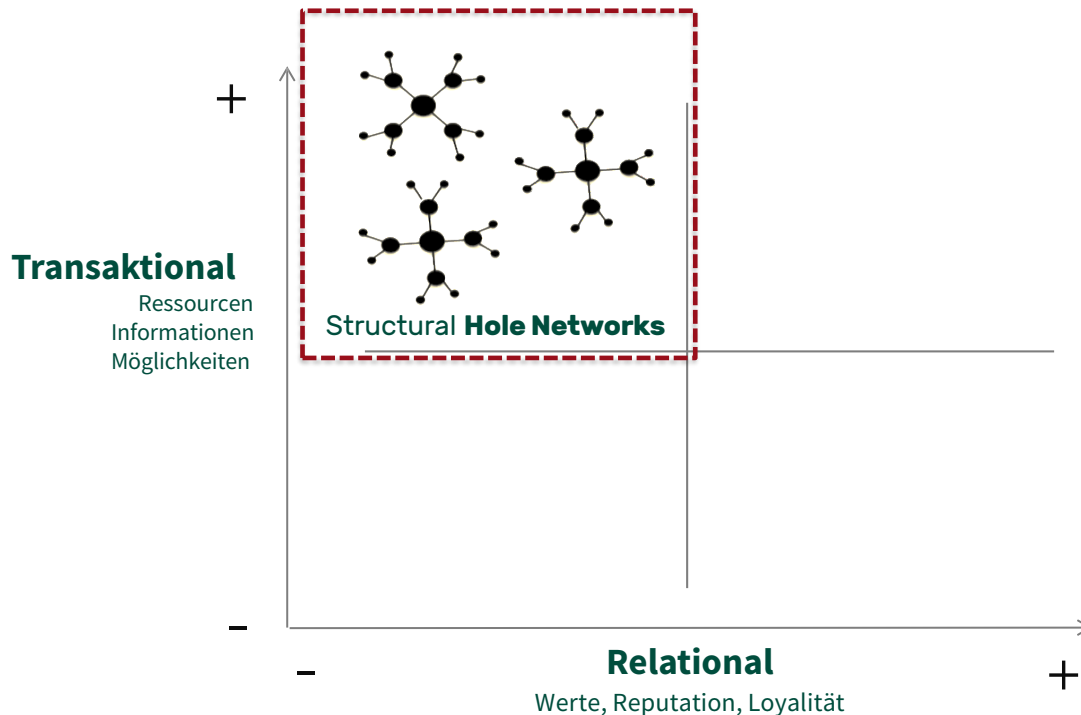 +
Transaktional
Ressourcen
Informationen
Möglichkeiten
Structural Hole Networks
-
-
Relational
+
Werte, Reputation, Loyalität